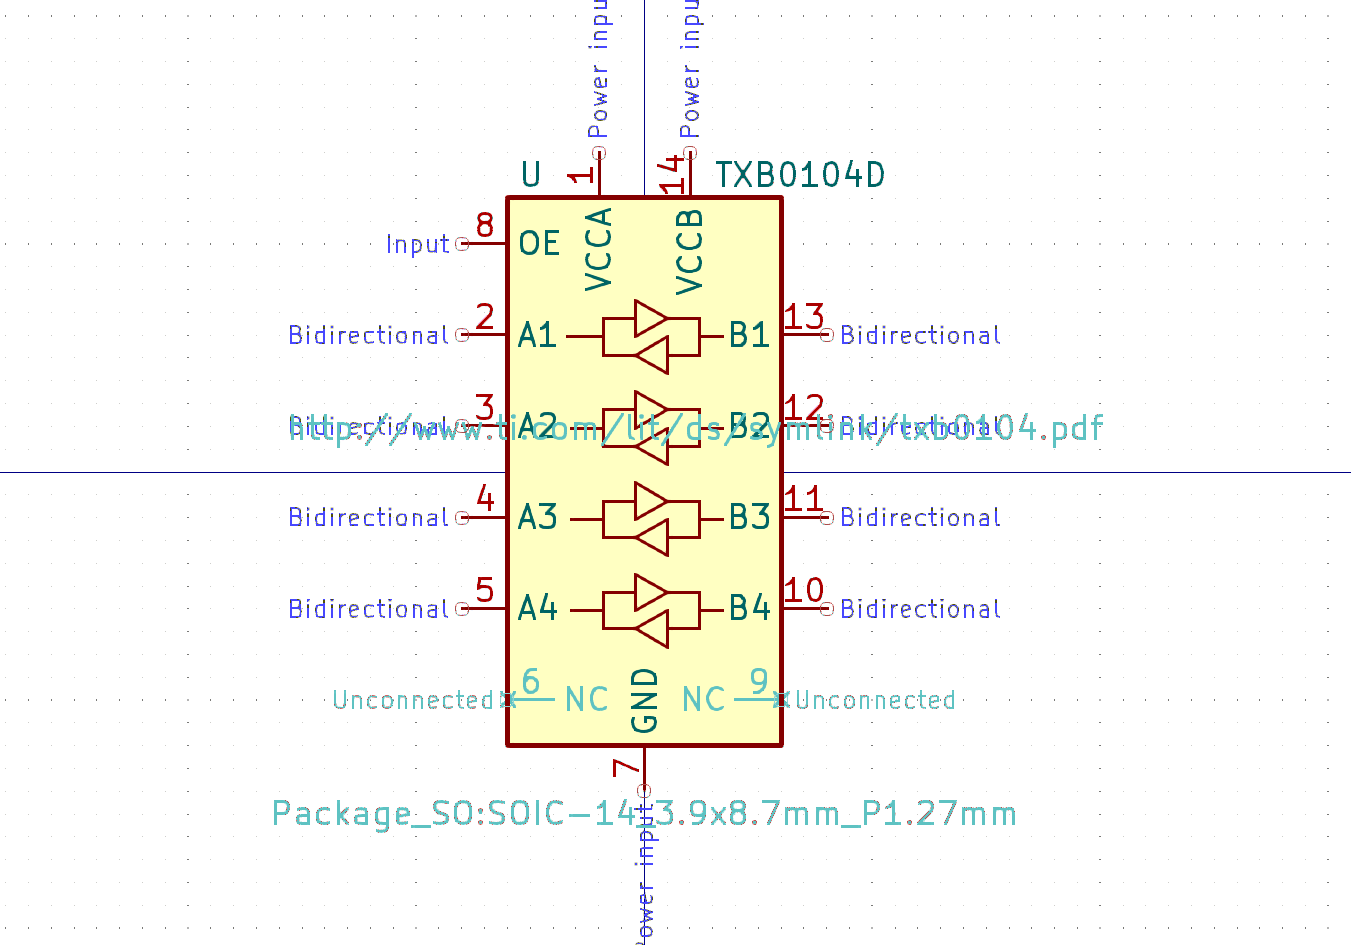 Power inpu
Power inpu
U
1
14
TXB0104D
VCCA
VCCB
Input
8
OE
Bidirectional
2
A1
B1
13
Bidirectional
Bidirectional
3
A2
B2
12
Bidirectional
http://www.ti.com/lit/ds/symlink/txb0104.pdf
Bidirectional
4
A3
B3
11
Bidirectional
Bidirectional
5
A4
B4
10
Bidirectional
Unconnected
6
NC
GND
NC
9
Unconnected
7
Package_SO:SOIC-14_3.9x8.7mm_P1.27mm
Power input